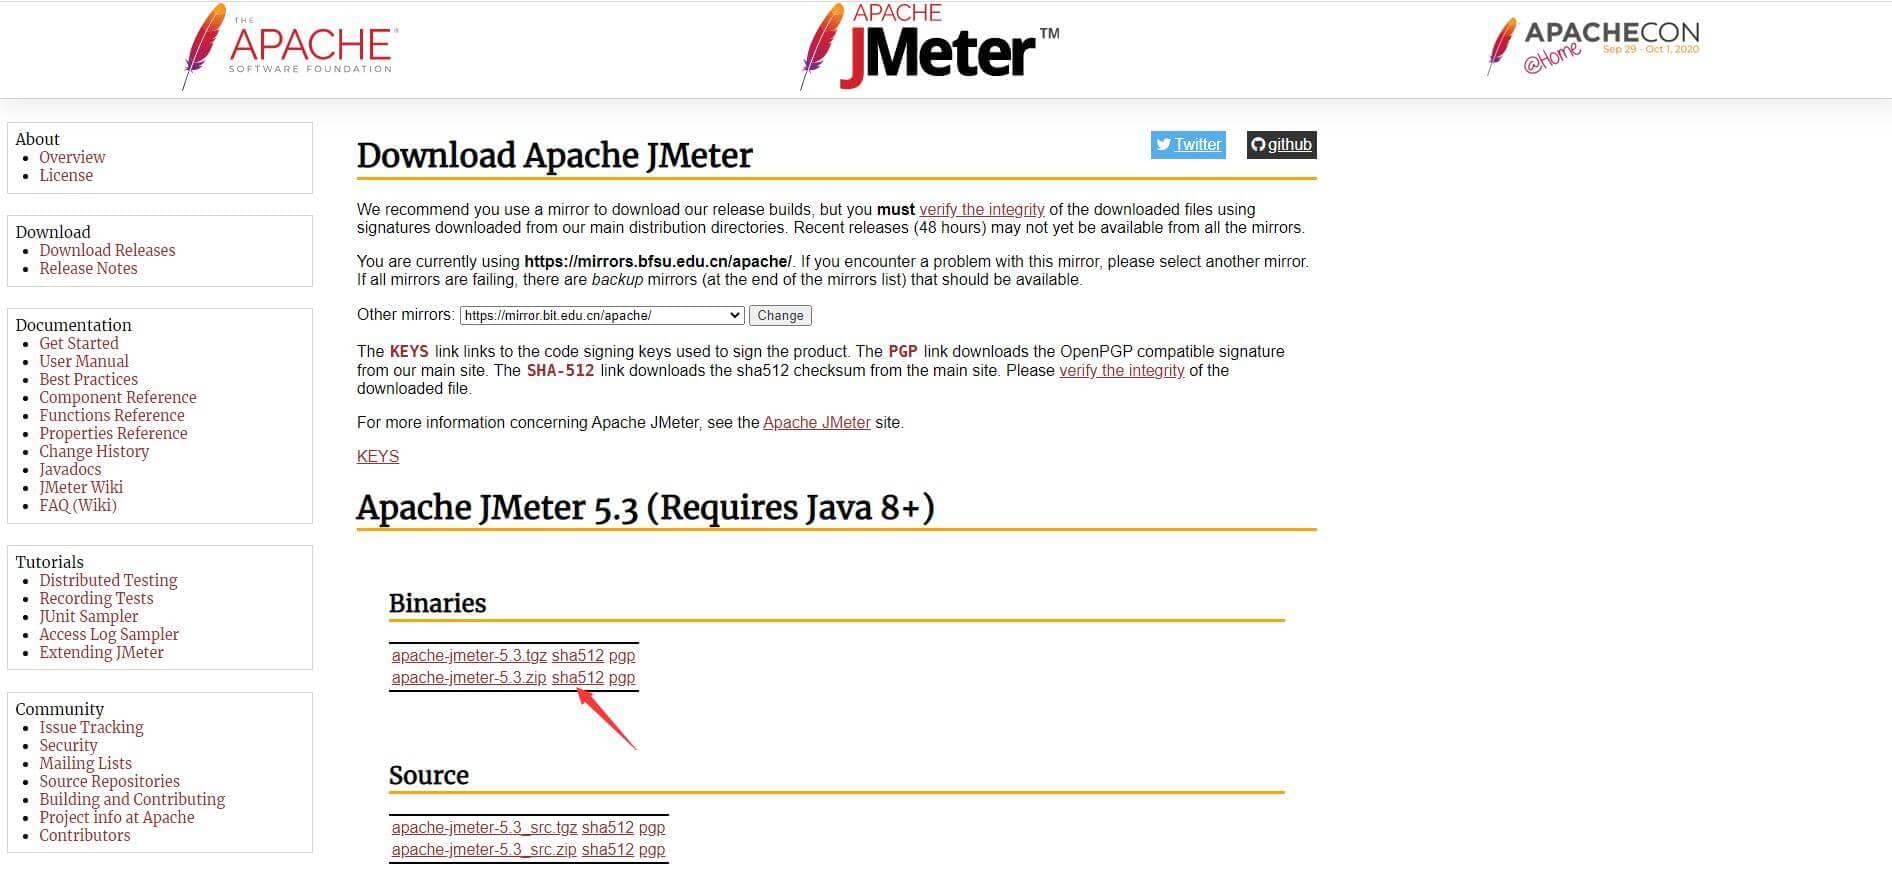 THE
APACHE®
SOFTWARE FOUNDATION
APACHE
JMeter™
APACHECON
@Home
Sep 29 - Oct 1, 2020
About
Overview
License
Download
Download Releases
Release Notes
Documentation
Get Started
User Manual
Best Practices
Component Reference
Functions Reference
Properties Reference
Change History
Javadocs
JMeter Wiki
FAQ (Wiki)
Tutorials
Distributed Testing
Recording Tests
JUnit Sampler
Access Log Sampler
Extending JMeter
Community
Issue Tracking
Security
Mailing Lists
Source Repositories
Building and Contributing
Project info at Apache
Contributors
Twitter github
Download Apache JMeter
We recommend you use a mirror to download our release builds, but you must verify the integrity of the downloaded files using
signatures downloaded from our main distribution directories. Recent releases (48 hours) may not yet be available from all the mirrors.
You are currently using https://mirrors.bfsu.edu.cn/apache/. If you encounter a problem with this mirror, please select another mirror.
If all mirrors are failing, there are backup mirrors (at the end of the mirrors list) that should be available.
Other mirrors: https://mirror.bit.edu.cn/apache/ Change
The KEYS link links to the code signing keys used to sign the product. The PGP link downloads the OpenPGP compatible signature
from our main site. The SHA-512 link downloads the sha512 checksum from the main site. Please verify the integrity of the
downloaded file.
For more information concerning Apache JMeter, see the Apache JMeter site.
KEYS
Apache JMeter 5.3 (Requires Java 8+)
Binaries
apache-jmeter-5.3.tgz sha512 pgp
apache-jmeter-5.3.zip sha512 pgp
Source
apache-jmeter-5.3_src.tgz sha512 pgp
apache-jmeter-5.3_src.zip sha512 pgp